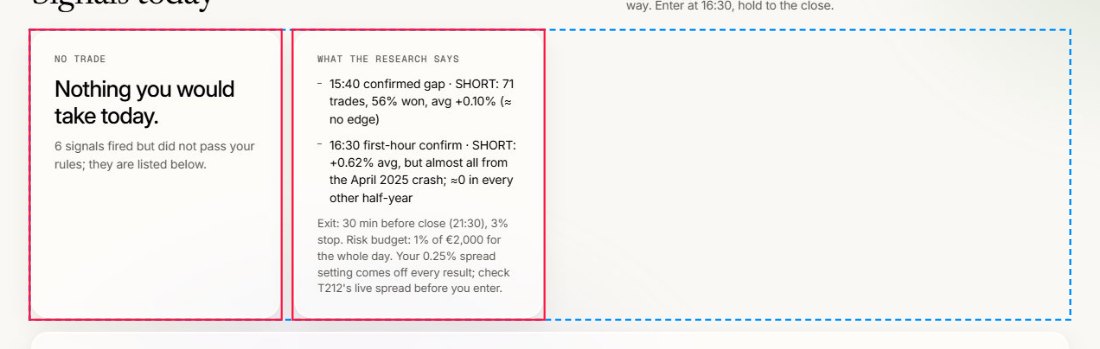 Signals today
way. Enter at 16:30, hold to the close.
NO TRADE
Nothing you would
take today.
6 signals fired but did not pass your
rules; they are listed below.
WHAT THE RESEARCH SAYS
– 15:40 confirmed gap · SHORT: 71
trades, 56% won, avg +0.10% (≈
no edge)
– 16:30 first-hour confirm · SHORT:
+0.62% avg, but almost all from
the April 2025 crash; ≈0 in every
other half-year
Exit: 30 min before close (21:30), 3%
stop. Risk budget: 1% of €2,000 for
the whole day. Your 0.25% spread
setting comes off every result; check
T212's live spread before you enter.